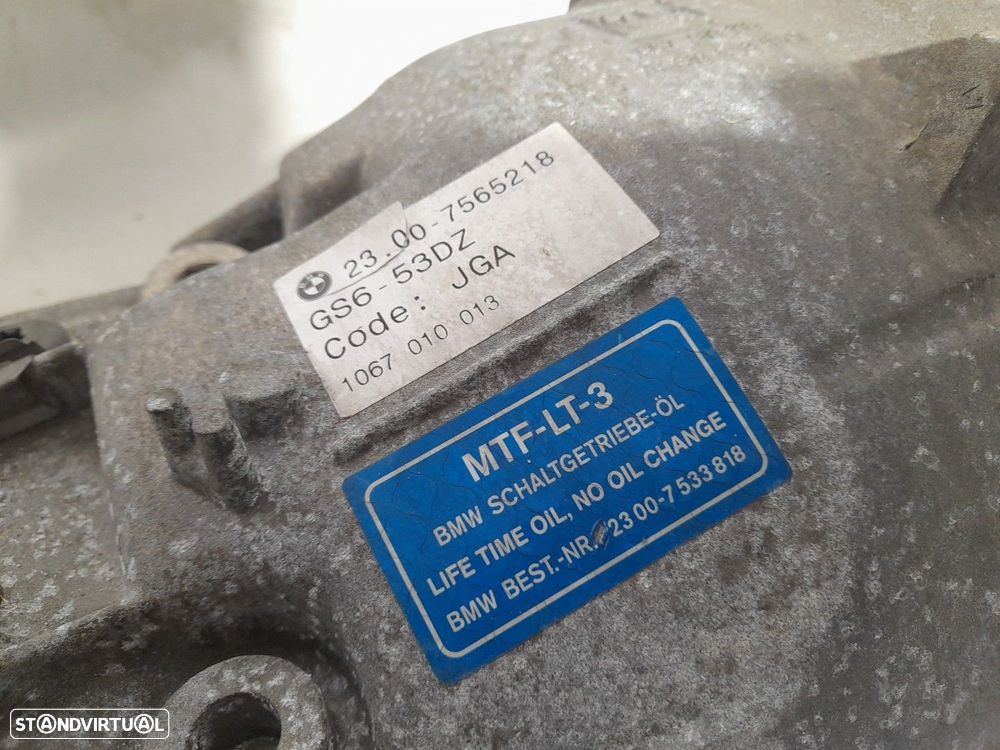 23.00-7565218
GS6-53DZ
Code: JGA
1067 010 013
MTF-LT-3
BMW SCHALTGETRIEBE-ÖL
LIFE TIME OIL, NO OIL CHANGE
BMW BEST.-NR. 23 00-7 533 818
STANDVIRTUAL